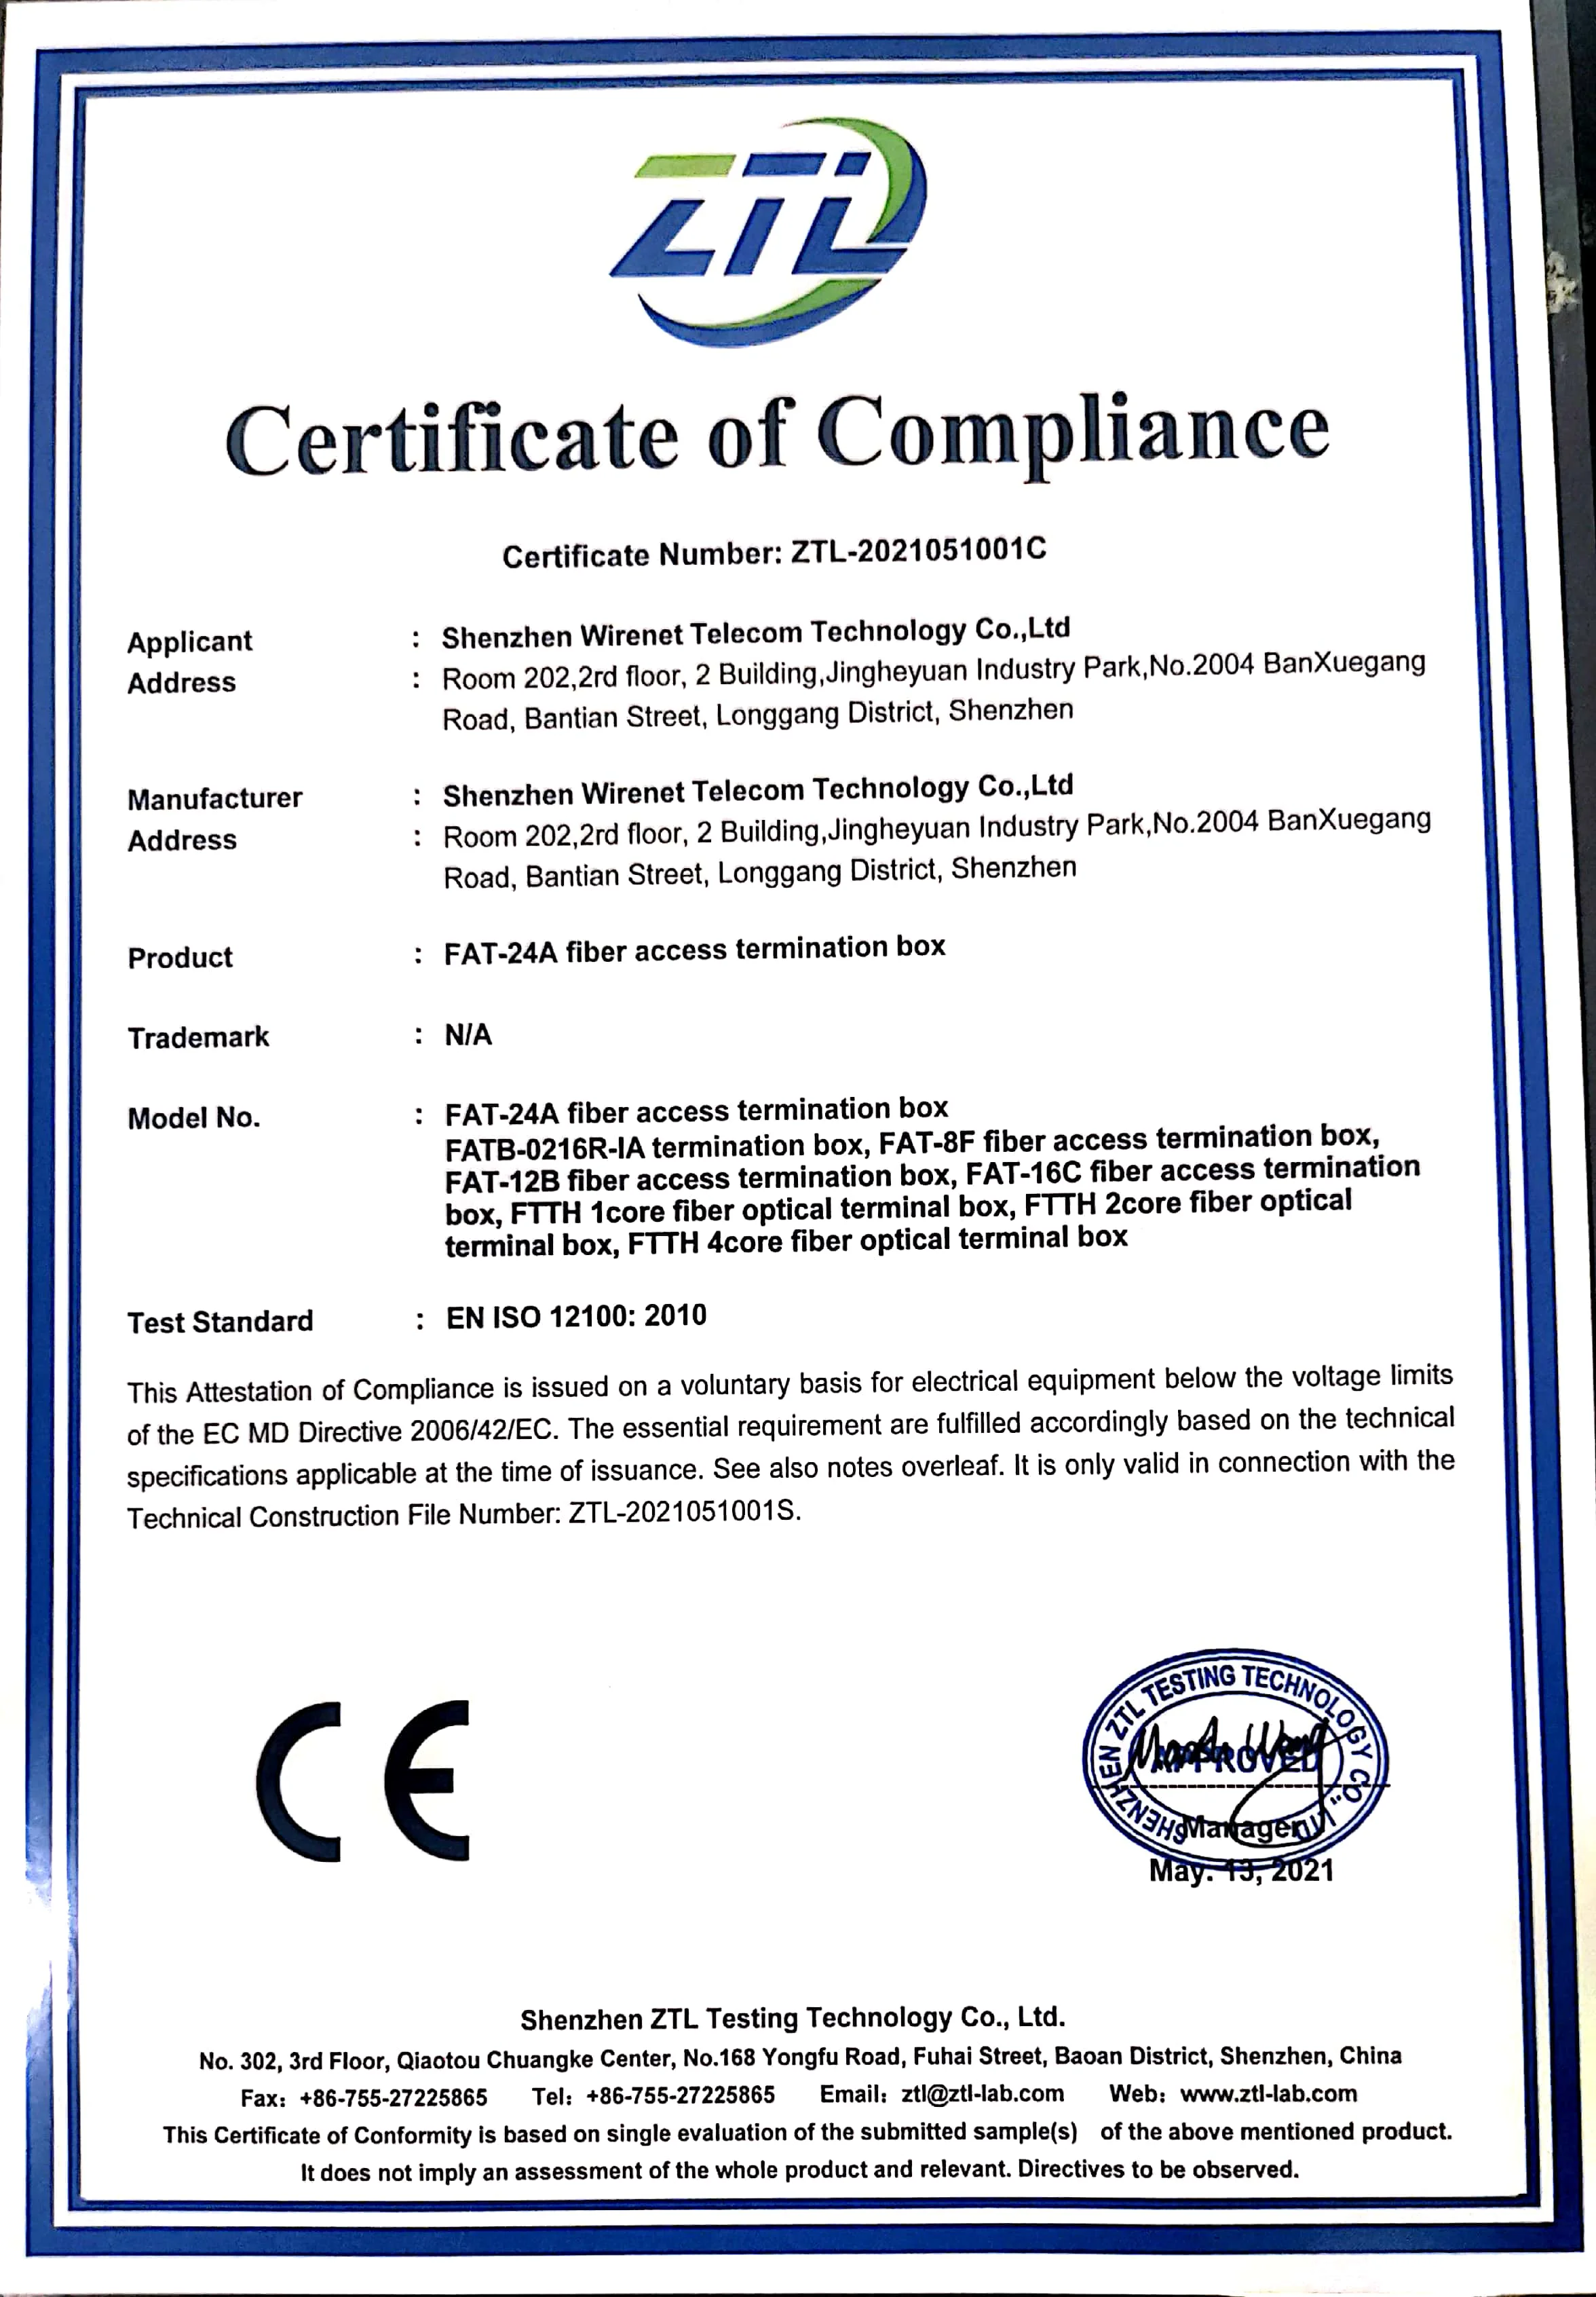 ZTL
Certificate of Compliance
Certificate Number: ZTL-2021051001C
Applicant : Shenzhen Wirenet Telecom Technology Co.,Ltd
Address : Room 202,2rd floor, 2 Building,Jingheyuan Industry Park,No.2004 BanXuegang
Road, Bantian Street, Longgang District, Shenzhen
Manufacturer : Shenzhen Wirenet Telecom Technology Co.,Ltd
Address : Room 202,2rd floor, 2 Building,Jingheyuan Industry Park,No.2004 BanXuegang
Road, Bantian Street, Longgang District, Shenzhen
Product : FAT-24A fiber access termination box
Trademark : N/A
Model No. : FAT-24A fiber access termination box
FATB-0216R-IA termination box, FAT-8F fiber access termination box,
FAT-12B fiber access termination box, FAT-16C fiber access termination
box, FTTH 1core fiber optical terminal box, FTTH 2core fiber optical
terminal box, FTTH 4core fiber optical terminal box
Test Standard : EN ISO 12100: 2010
This Attestation of Compliance is issued on a voluntary basis for electrical equipment below the voltage limits
of the EC MD Directive 2006/42/EC. The essential requirement are fulfilled accordingly based on the technical
specifications applicable at the time of issuance. See also notes overleaf. It is only valid in connection with the
Technical Construction File Number: ZTL-2021051001S.
CE
SHENZHEN ZTL TESTING TECHNOLOGY CO., LTD
APPROVED
Manager
May. 13, 2021
Shenzhen ZTL Testing Technology Co., Ltd.
No. 302, 3rd Floor, Qiaotou Chuangke Center, No.168 Yongfu Road, Fuhai Street, Baoan District, Shenzhen, China
Fax: +86-755-27225865 Tel: +86-755-27225865 Email: ztl@ztl-lab.com Web: www.ztl-lab.com
This Certificate of Conformity is based on single evaluation of the submitted sample(s) of the above mentioned product.
It does not imply an assessment of the whole product and relevant. Directives to be observed.